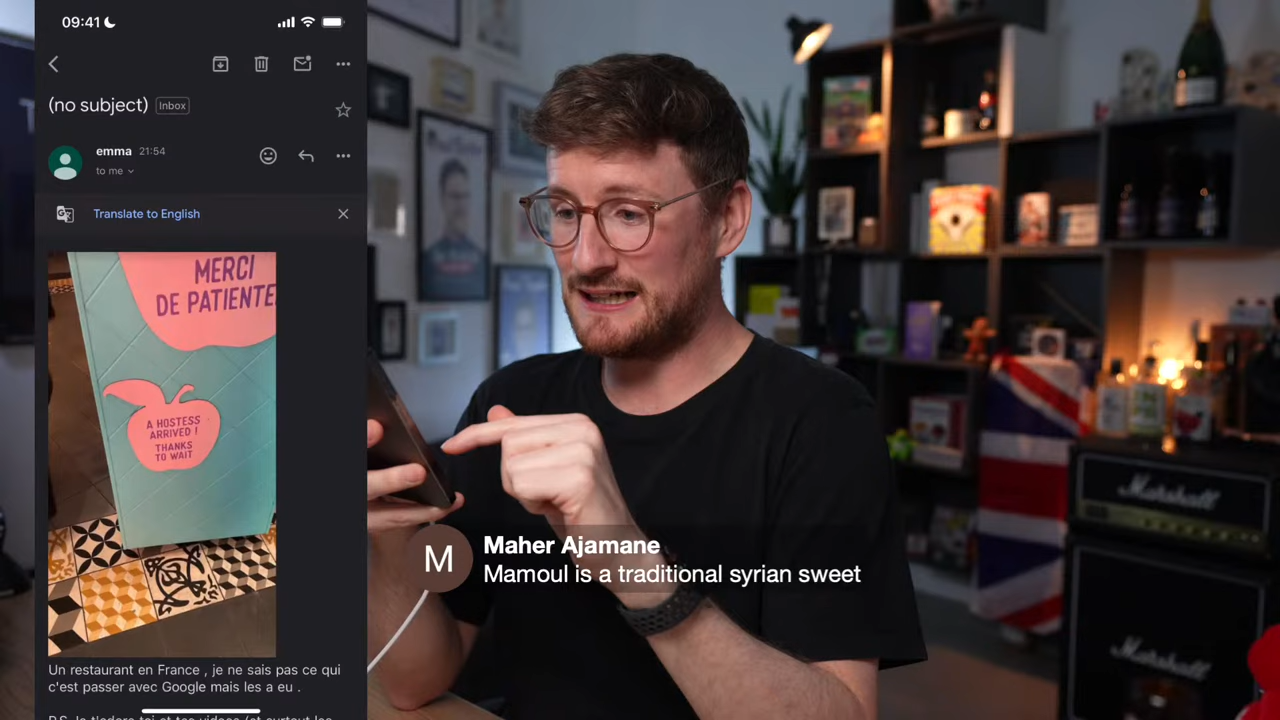 09:41
(no subject) Inbox
emma 21:54
to me
Translate to English
MERCI
DE PATIENTE
A HOSTESS
ARRIVED !
THANKS
TO WAIT
Un restaurant en France , je ne sais pas ce qui
c'est passer avec Google mais les a eu .
M
Maher Ajamane
Mamoul is a traditional syrian sweet
Marshall
Marshall